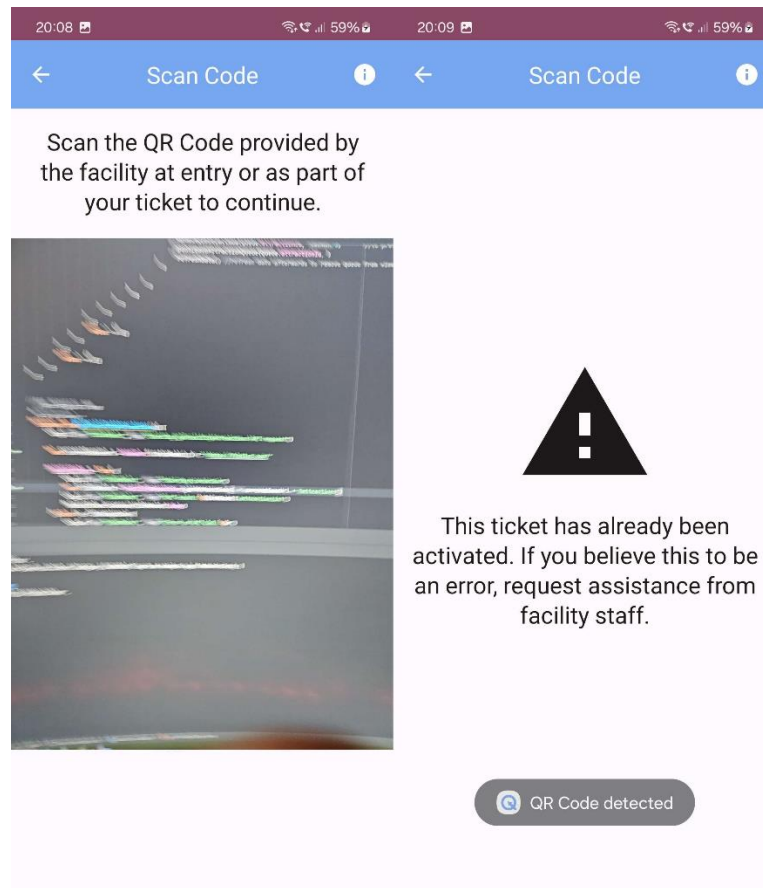 20:08
59%
Scan Code
Scan the QR Code provided by
the facility at entry or as part of
your ticket to continue.
20:09
59%
Scan Code
This ticket has already been
activated. If you believe this to be
an error, request assistance from
facility staff.
QR Code detected